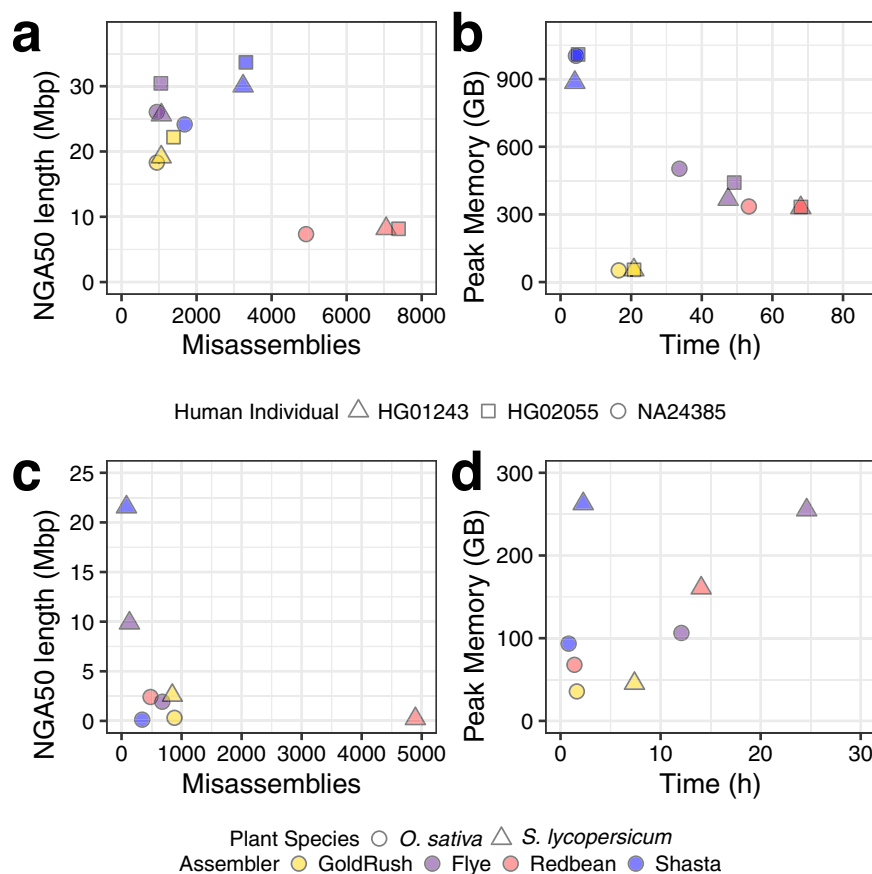 a
NGA50 length (Mbp)
30
20
10
0
0 2000 4000 6000 8000
Misassemblies
b
Peak Memory (GB)
900
600
300
0
0 20 40 60 80
Time (h)
Human Individual HG01243 HG02055 NA24385
c
NGA50 length (Mbp)
25
20
15
10
5
0
0 1000 2000 3000 4000 5000
Misassemblies
d
Peak Memory (GB)
300
200
100
0
0 10 20 30
Time (h)
Plant Species O. sativa S. lycopersicum
Assembler GoldRush Flye Redbean Shasta